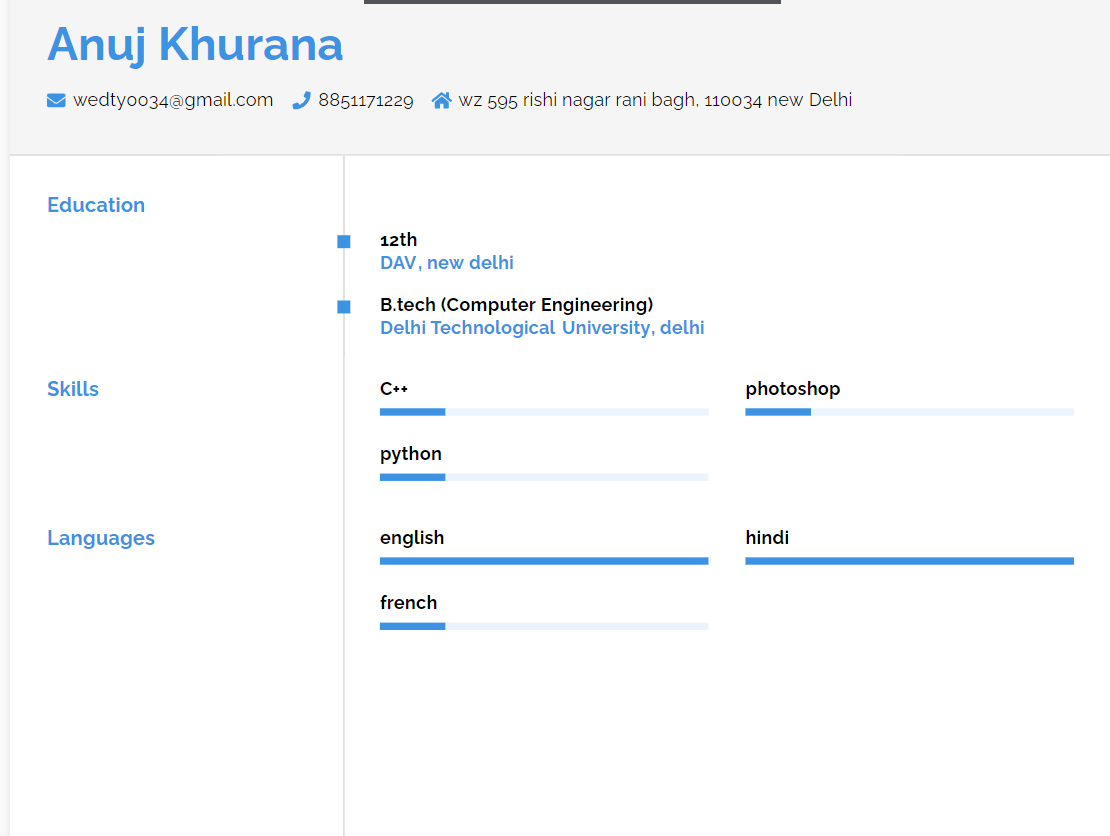 Anuj Khurana
wedty0034@gmail.com 8851171229 wz 595 rishi nagar rani bagh, 110034 new Delhi
Education
12th
DAV, new delhi
B.tech (Computer Engineering)
Delhi Technological University, delhi
Skills
C++ photoshop
python
Languages
english hindi
french